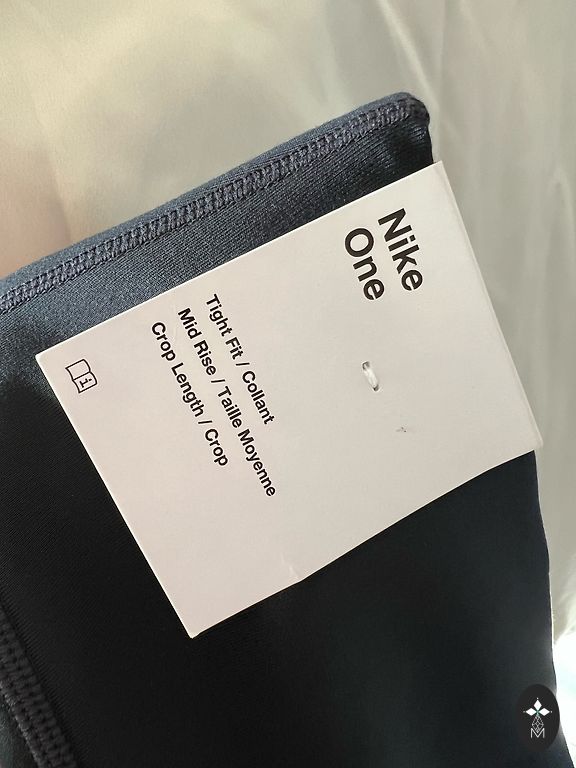 Nike
One
Tight Fit / Collant
Mid Rise / Taille Moyenne
Crop Length / Crop
i
M